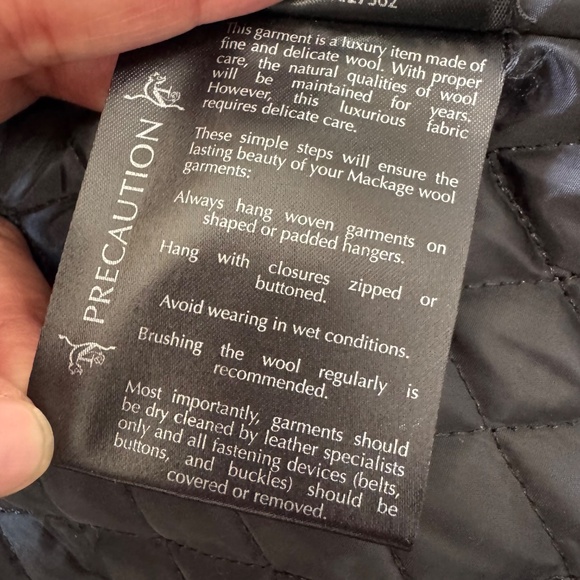 This garment is a luxury item made of
fine and delicate wool. With proper
care, the natural qualities of wool
will be maintained for years.
However, this luxurious fabric
requires delicate care.
These simple steps will ensure the
lasting beauty of your Mackage wool
garments:
Always hang woven garments on
shaped or padded hangers.
Hang with closures zipped or
buttoned.
Avoid wearing in wet conditions.
Brushing the wool regularly is
recommended.
Most importantly, garments should
be dry cleaned by leather specialists
only and all fastening devices (belts,
buttons, and buckles) should be
covered or removed.
PRECAUTION